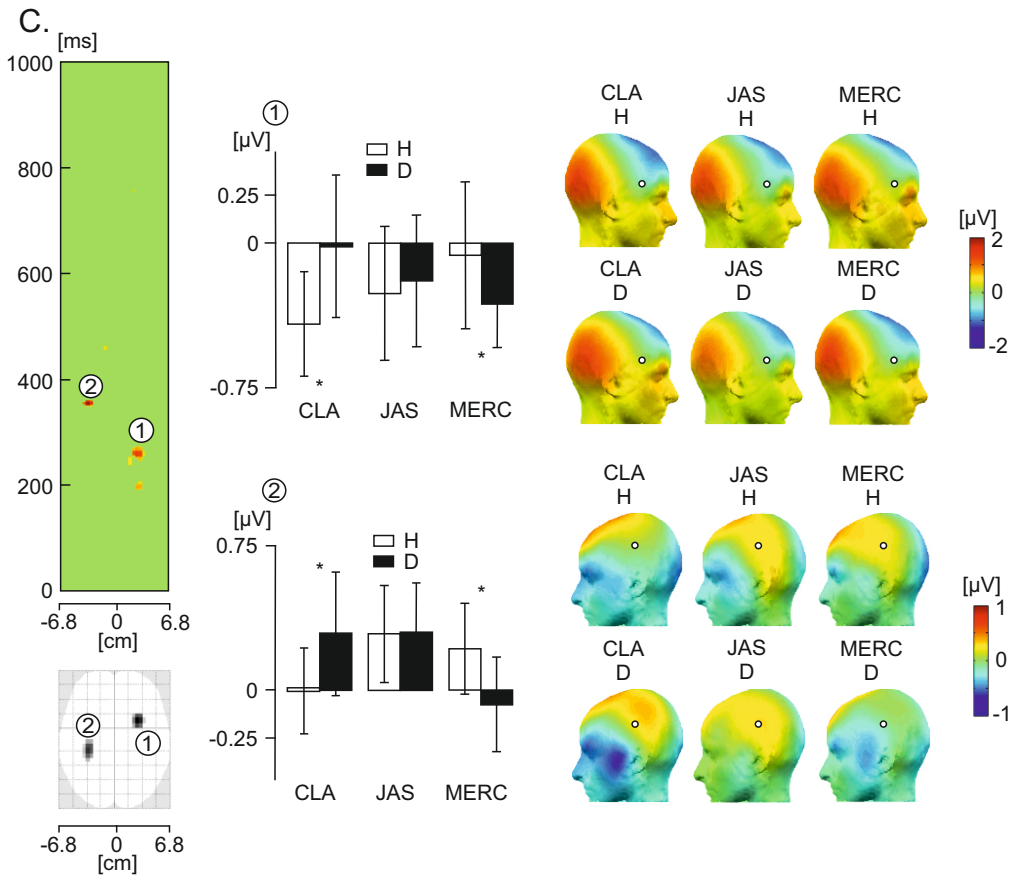 C.
[ms]
1000
800
600
400
200
0
②
①
-6.8 0 6.8
[cm]
②
①
-6.8 0 6.8
[cm]
①
[µV]
H
D
0.25
0
-0.75
*
*
CLA JAS MERC
②
[µV]
0.75
H
D
0
-0.25
*
*
CLA JAS MERC
CLA JAS MERC
H H H
CLA JAS MERC
D D D
[µV]
2
0
-2
CLA JAS MERC
H H H
CLA JAS MERC
D D D
[µV]
1
0
-1